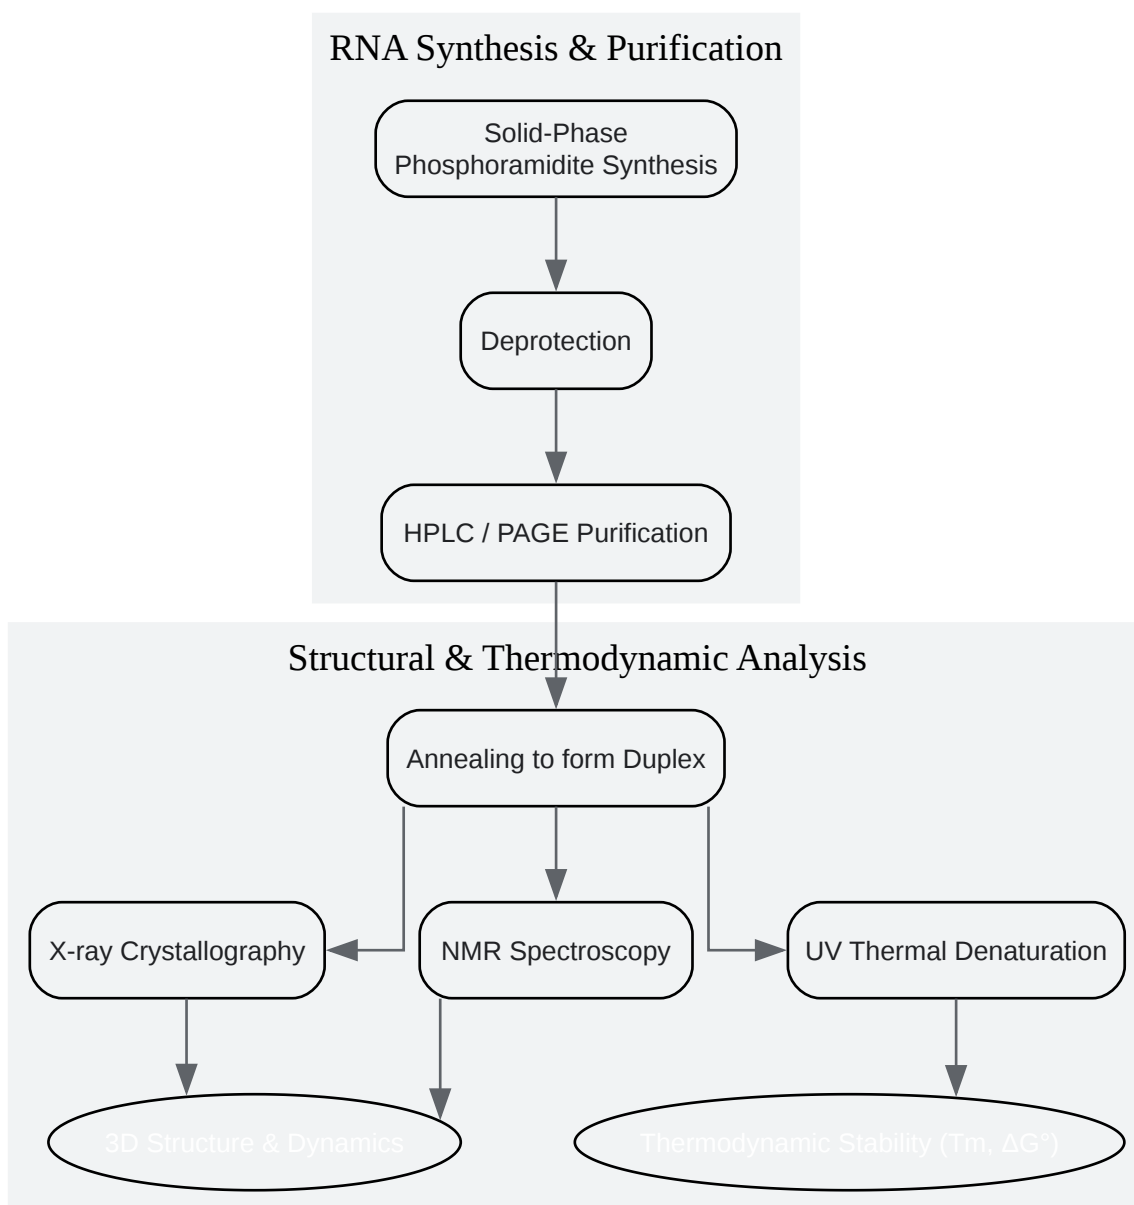 RNA Synthesis & Purification
Solid-Phase
Phosphoramidite Synthesis
Deprotection
HPLC / PAGE Purification
Structural & Thermodynamic Analysis
Annealing to form Duplex
X-ray Crystallography
NMR Spectroscopy
UV Thermal Denaturation
3D Structure & Dynamics
Thermodynamic Stability (Tm, ΔG°)